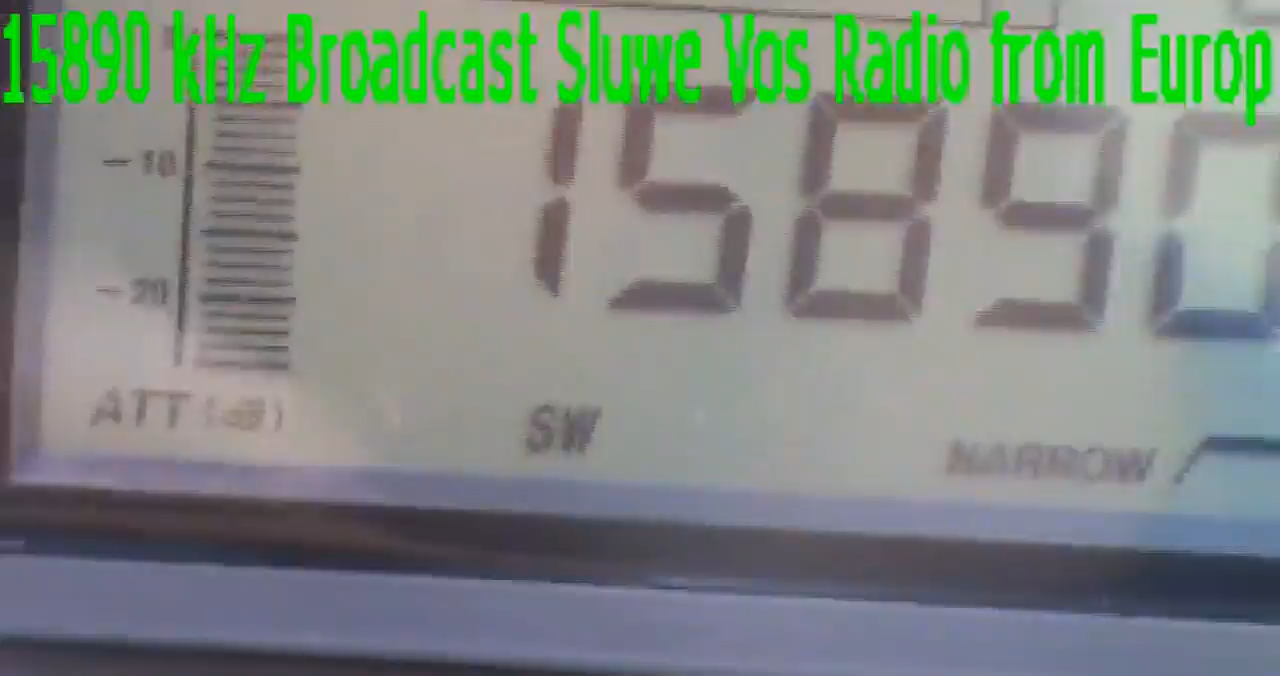 15890 kHz Broadcast Sluwe Vos Radio from Europ
15890
-10
-20
ATT (dB)
SW
NARROW